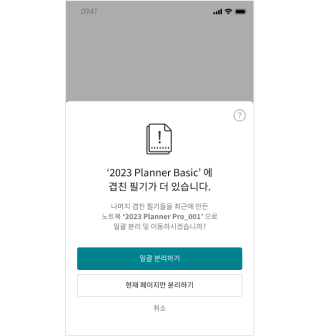 09:41
?
‘2023 Planner Basic’ 에
겹친 필기가 더 있습니다.
나머지 겹친 필기들을 최근에 만든
노트북 ‘2023 Planner Pro_001’ 으로
일괄 분리 및 이동하시겠습니까?
일괄 분리하기
현재 페이지만 분리하기
취소